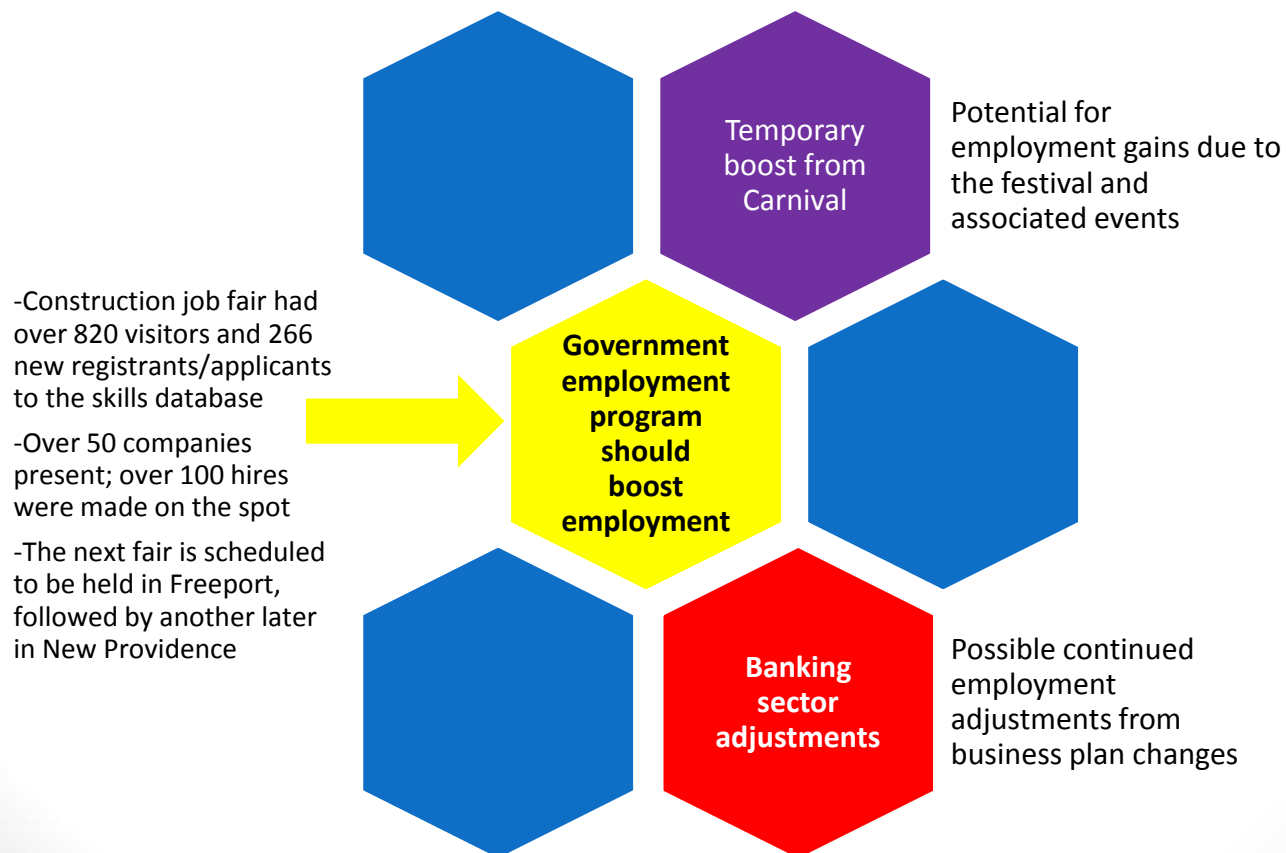 Temporary
boost from
Carnival
Potential for
employment gains due to
the festival and
associated events
-Construction job fair had
over 820 visitors and 266
new registrants/applicants
to the skills database
-Over 50 companies
present; over 100 hires
were made on the spot
-The next fair is scheduled
to be held in Freeport,
followed by another later
in New Providence
Government
employment
program
should
boost
employment
Banking
sector
adjustments
Possible continued
employment
adjustments from
business plan changes